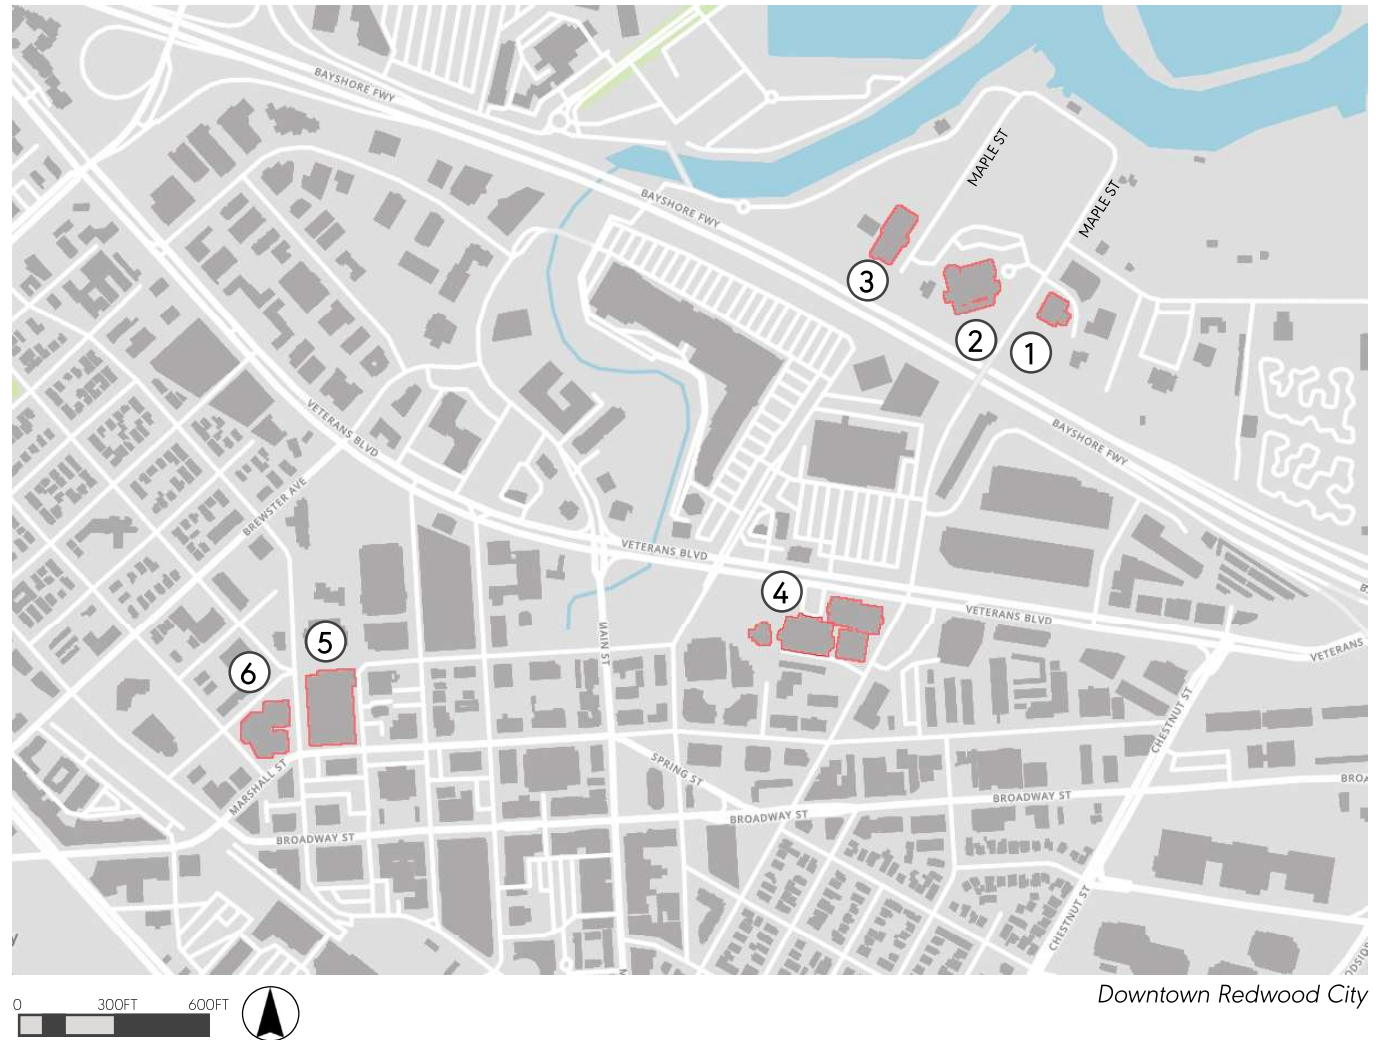 BAYSHORE FWY
MAPLE ST
MAPLE ST
BAYSHORE FWY
3
2
1
VETERANS BLVD
BAYSHORE FWY
BREWSTER AVE
VETERANS BLVD
4
VETERANS BLVD
5
MAIN ST
VETERANS
6
CHESTNUT ST
MARSHALL ST
SPRING ST
BROADWAY ST
BROADWAY ST
BROADWAY ST
CHESTNUT ST
Downtown Redwood City
0 300FT 600FT